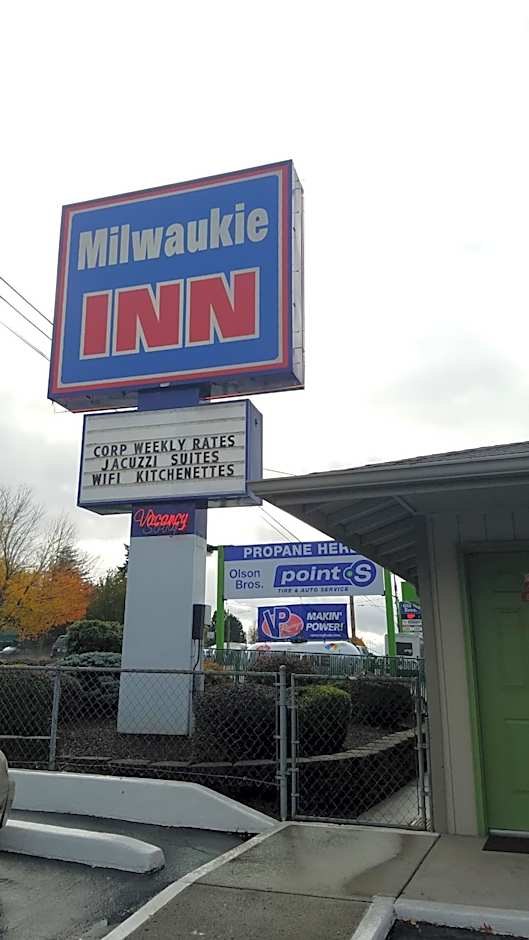 Milwaukie
INN
CORP WEEKLY RATES
JACUZZI SUITES
WIFI KITCHENETTES
Vacancy
PROPANE HERE
Olson
Bros.
point S
TIRE & AUTO SERVICE
VP
MAKIN'
POWER!